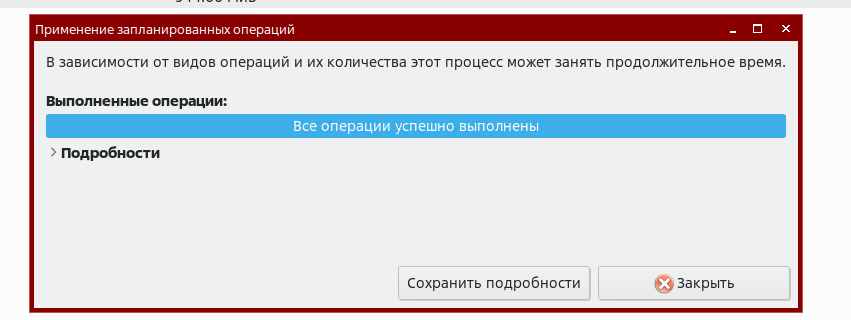 Применение запланированных операций
В зависимости от видов операций и их количества этот процесс может занять продолжительное время.
Выполненные операции:
Все операции успешно выполнены
Подробности
Сохранить подробности
Закрыть